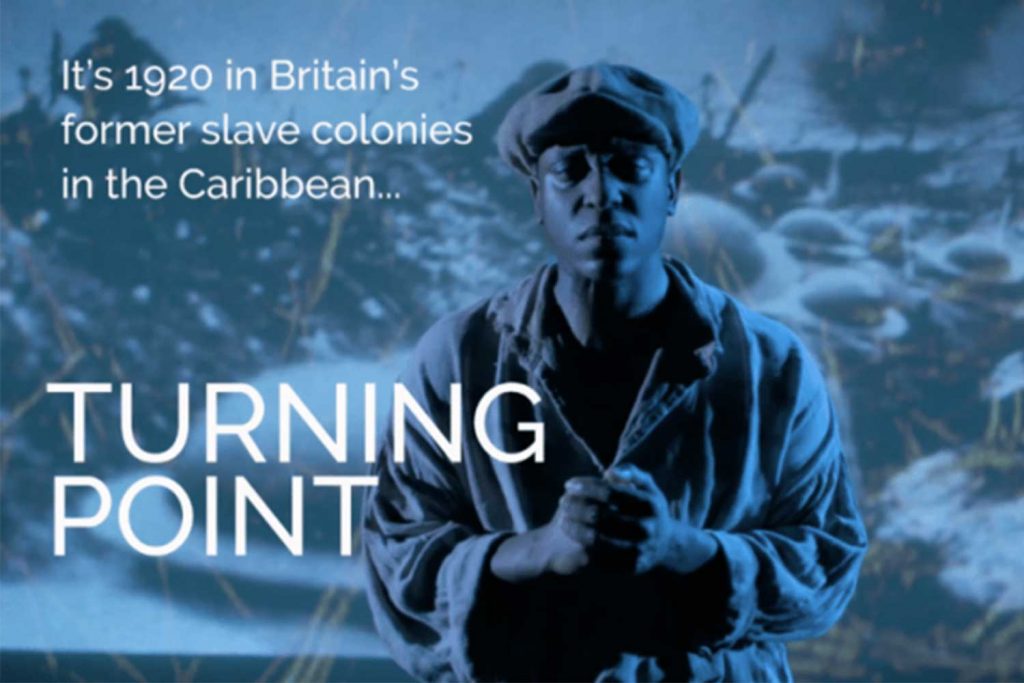 It’s 1920 in Britain’s
former slave colonies
in the Caribbean...
TURNING
POINT